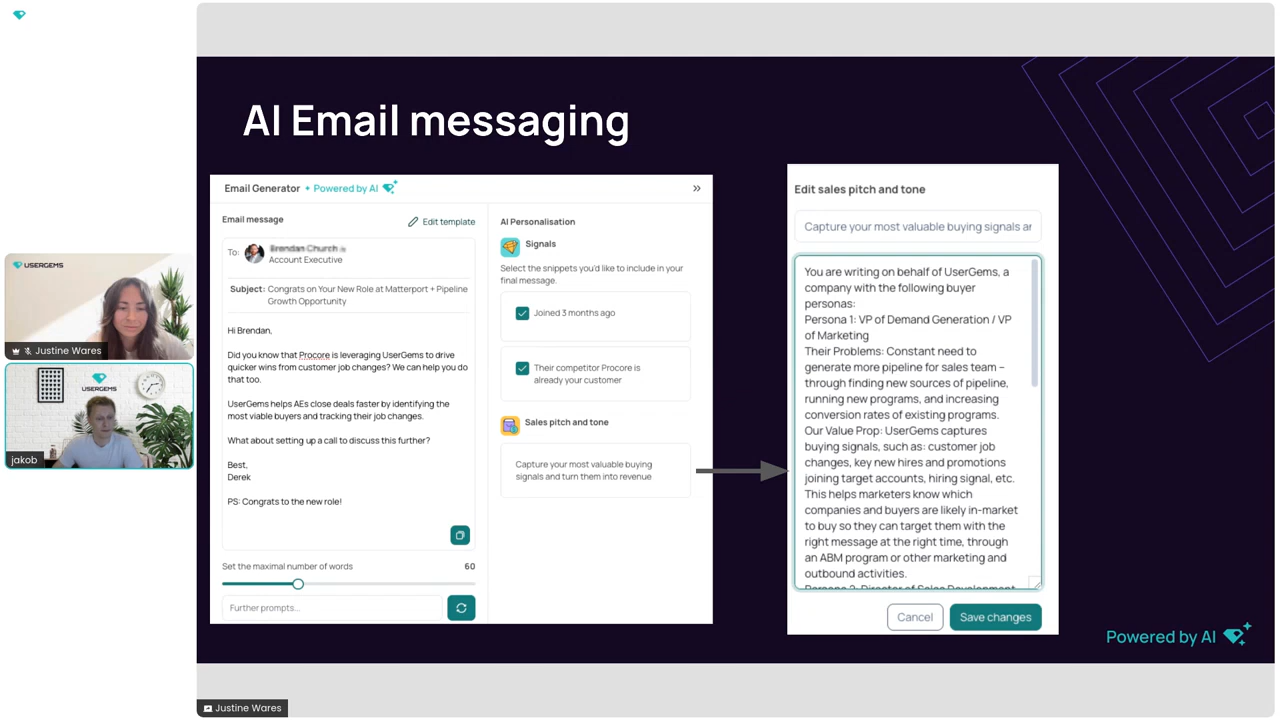 AI Email messaging
Email Generator + Powered by AI
Email message
Edit template
To:
Brendan Church
Account Executive
Subject: Congrats on Your New Role at Matterport + Pipeline
Growth Opportunity
Hi Brendan,
Did you know that Procore is leveraging UserGems to drive
quicker wins from customer job changes? We can help you do
that too.
UserGems helps AEs close deals faster by identifying the
most viable buyers and tracking their job changes.
What about setting up a call to discuss this further?
Best,
Derek
PS: Congrats to the new role!
Set the maximal number of words
60
Further prompts...
AI Personalisation
Signals
Select the snippets you'd like to include in your
final message.
Joined 3 months ago
Their competitor Procore is
already your customer
Sales pitch and tone
Capture your most valuable buying
signals and turn them into revenue
Edit sales pitch and tone
Capture your most valuable buying signals ar
You are writing on behalf of UserGems, a
company with the following buyer
personas:
Persona 1: VP of Demand Generation / VP
of Marketing
Their Problems: Constant need to
generate more pipeline for sales team –
through finding new sources of pipeline,
running new programs, and increasing
conversion rates of existing programs.
Our Value Prop: UserGems captures
buying signals, such as: customer job
changes, key new hires and promotions
joining target accounts, hiring signal, etc.
This helps marketers know which
companies and buyers are likely in-market
to buy so they can target them with the
right message at the right time, through
an ABM program or other marketing and
outbound activities.
Persona 2: Director of Sales Development
Cancel
Save changes
Powered by AI
USERGEMS
Justine Wares
USERGEMS
jakob
Justine Wares